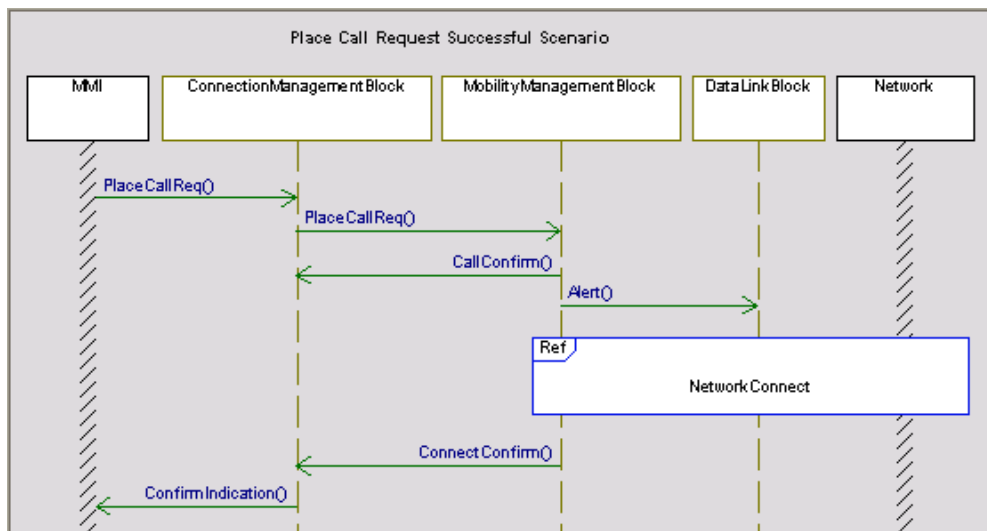 Place Call Request Successful Scenario
MMI
ConnectionManagementBlock
MobilityManagementBlock
DataLinkBlock
Network
PlaceCallReq()
PlaceCallReq()
CallConfirm()
Alert()
Ref
NetworkConnect
ConnectConfirm()
ConfirmIndication()